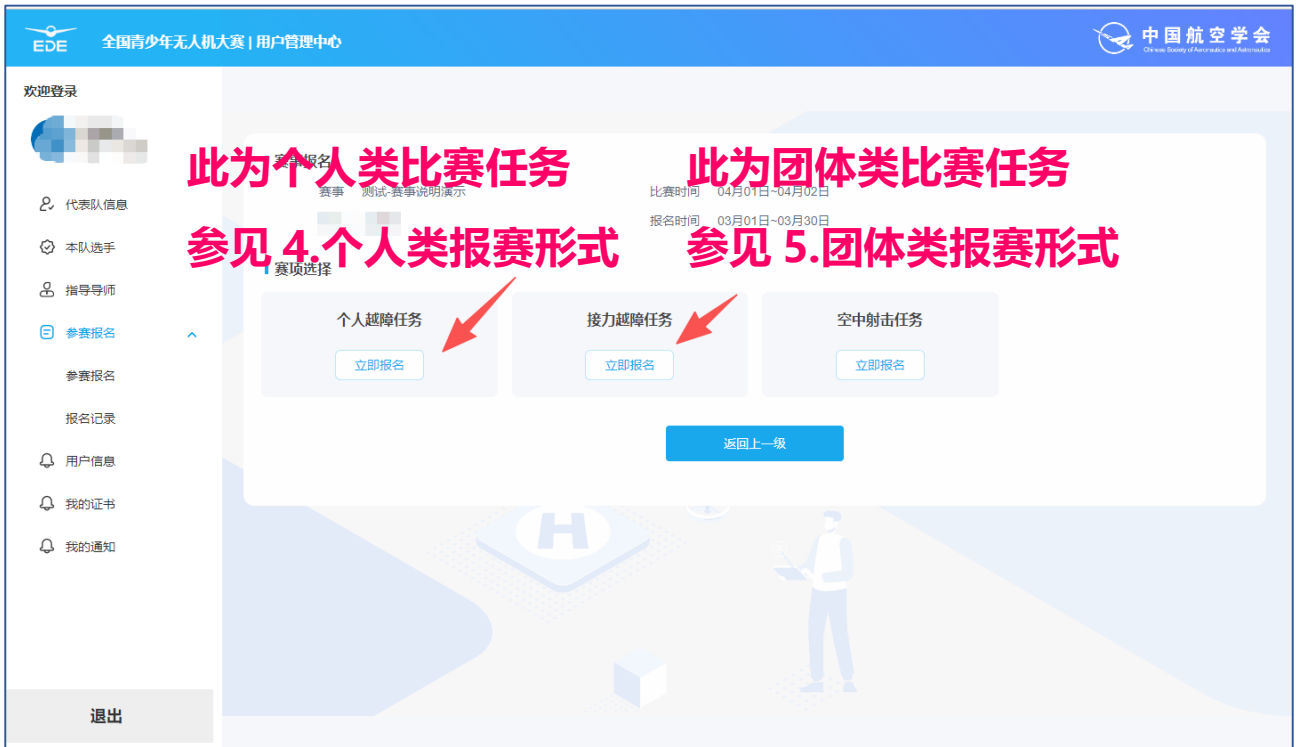 EDE
全国青少年无人机大赛 | 用户管理中心
中国航空学会
Chinese Society of Aeronautics and Astronautics
欢迎登录
代表队信息
本队选手
指导导师
参赛报名
参赛报名
报名记录
用户信息
我的证书
我的通知
退出
赛事报名
此为个人类比赛任务
此为团体类比赛任务
赛事 测试-赛事说明演示
比赛时间 04月01日~04月02日
报名时间 03月01日~03月30日
参见 4.个人类报赛形式
参见 5.团体类报赛形式
赛项选择
个人越障任务
立即报名
接力越障任务
立即报名
空中射击任务
立即报名
返回上一级
H